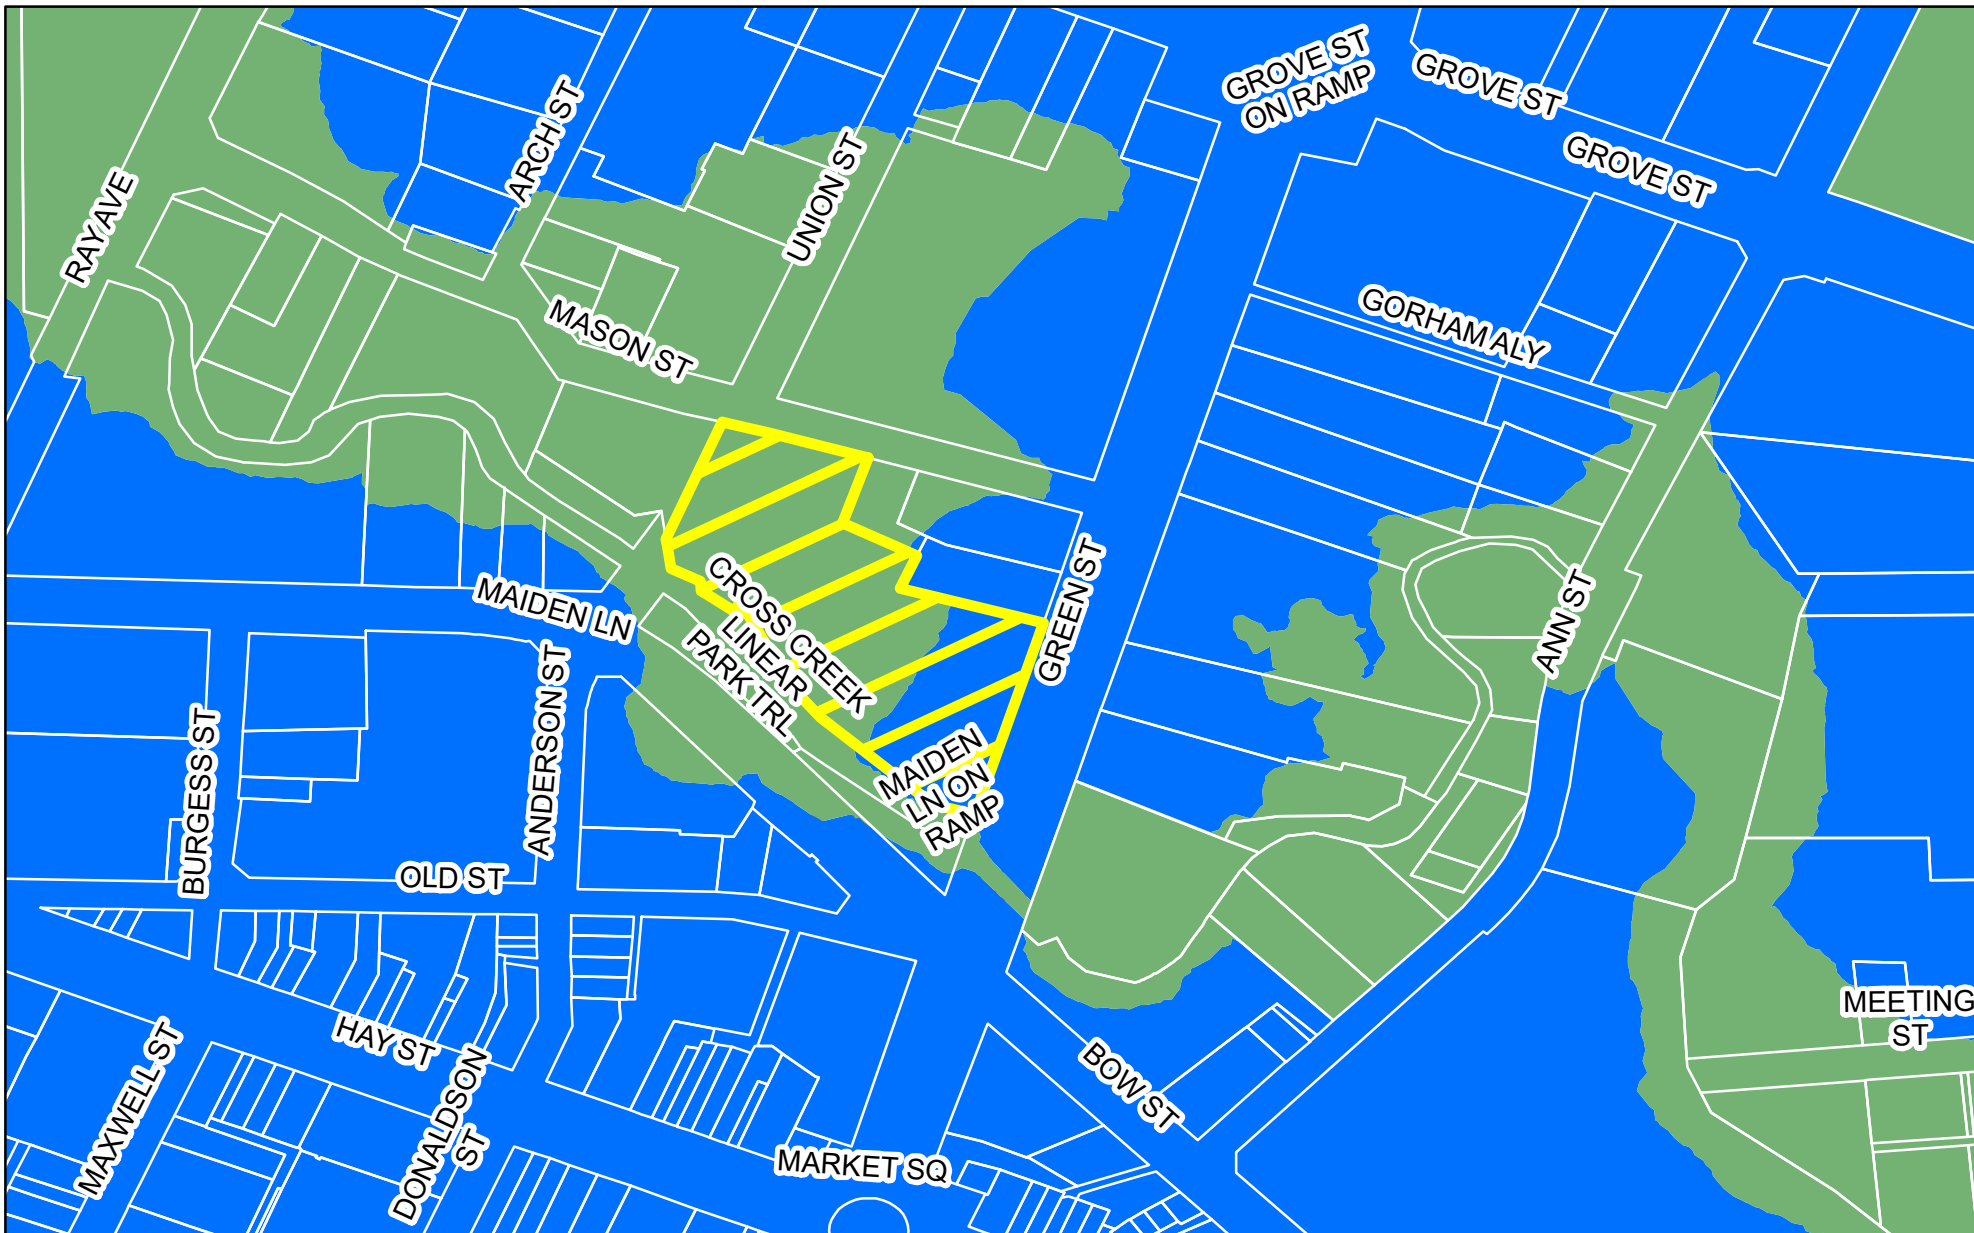 GROVE ST
ON RAMP
GROVE ST
GROVE ST
ARCH ST
UNION ST
RAY AVE
MASON ST
GORHAM ALY
MAIDEN LN
CROSS CREEK
LINEAR
PARK TRL
GREEN ST
ANN ST
ANDERSON ST
BURGESS ST
MAIDEN
LN ON
RAMP
OLD ST
HAY ST
MAXWELL ST
DONALDSON
ST
MARKET SQ
BOW ST
MEETING
ST